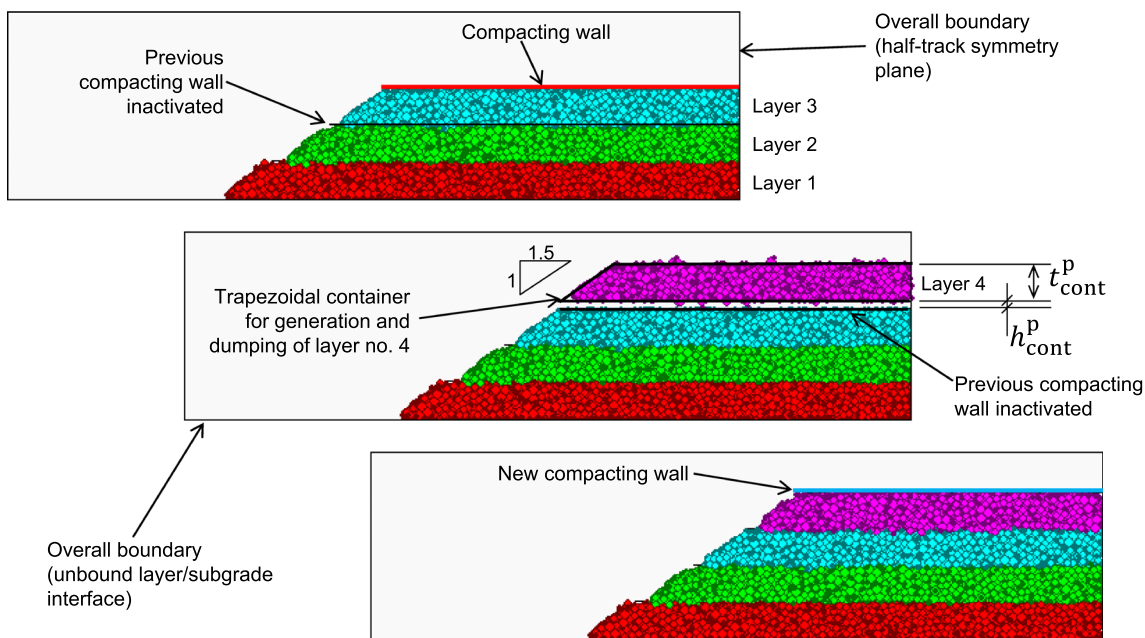 Compacting wall
Overall boundary
(half-track symmetry
plane)
Previous
compacting wall
inactivated
Layer 3
Layer 2
Layer 1
1.5
1
Trapezoidal container
for generation and
dumping of layer no. 4
Layer 4
t_cont^p
h_cont^p
Previous compacting
wall inactivated
New compacting wall
Overall boundary
(unbound layer/subgrade
interface)